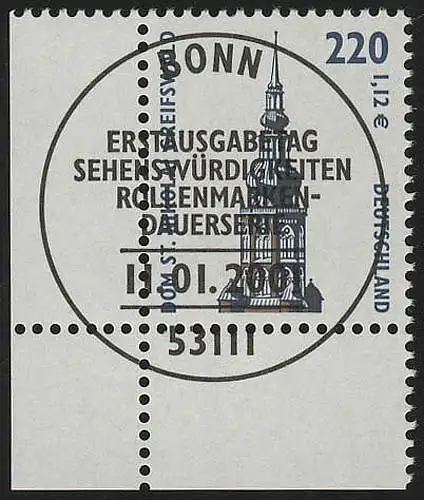 BONN
220
1,12 €
ERSTAUSGABETAG
SEHENSWÜRDIGKEITEN
ROLLENMARKEN-
DAUERSERIE
11.01.2001
53111
DOM ST. NIKOLAI GREIFSWALD
DEUTSCHLAND